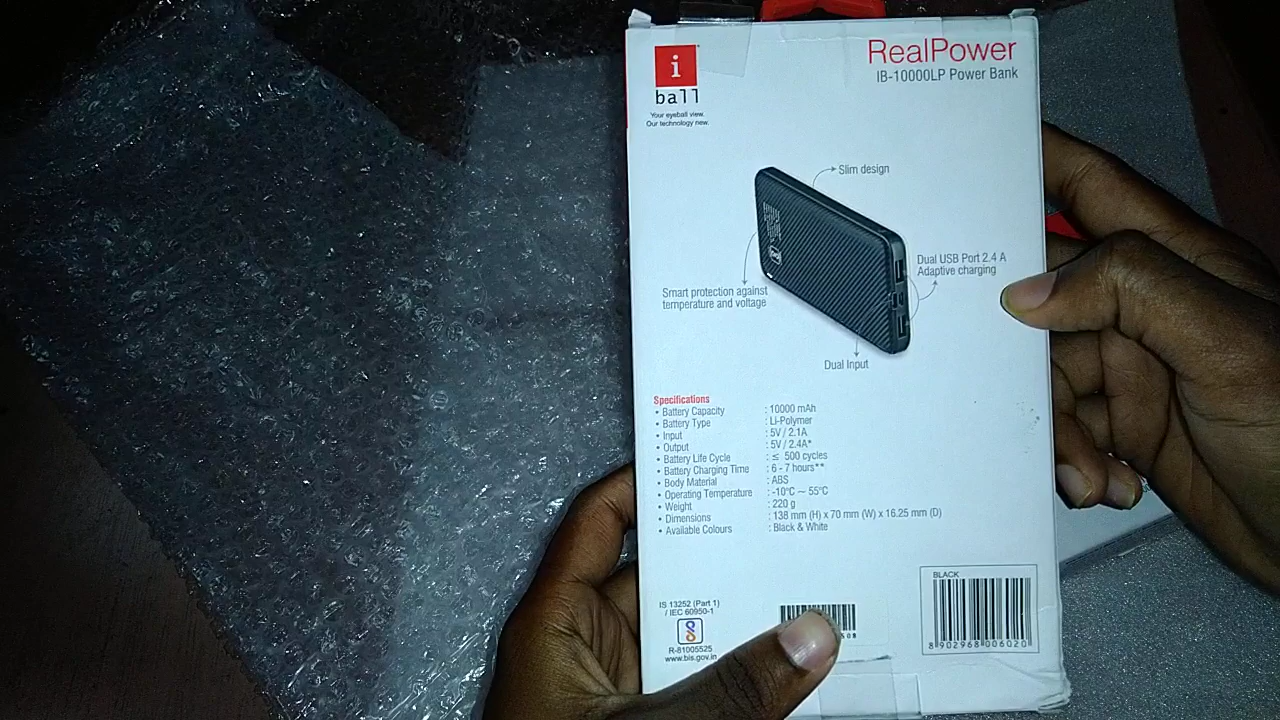 i
ball
Your eyeball view.
Our technology new.
RealPower
IB-10000LP Power Bank
Slim design
Dual USB Port 2.4 A
Adaptive charging
Smart protection against
temperature and voltage
Dual Input
Specifications
• Battery Capacity : 10000 mAh
• Battery Type : Li-Polymer
• Input : 5V / 2.1A
• Output : 5V / 2.4A*
• Battery Life Cycle : ≤ 500 cycles
• Battery Charging Time : 6 - 7 hours**
• Body Material : ABS
• Operating Temperature : -10°C ~ 55°C
• Weight : 220 g
• Dimensions : 138 mm (H) x 70 mm (W) x 16.25 mm (D)
• Available Colours : Black & White
IS 13252 (Part 1)
/ IEC 60950-1
R-81005525
www.bis.gov.in
BLACK
8 902968 006020